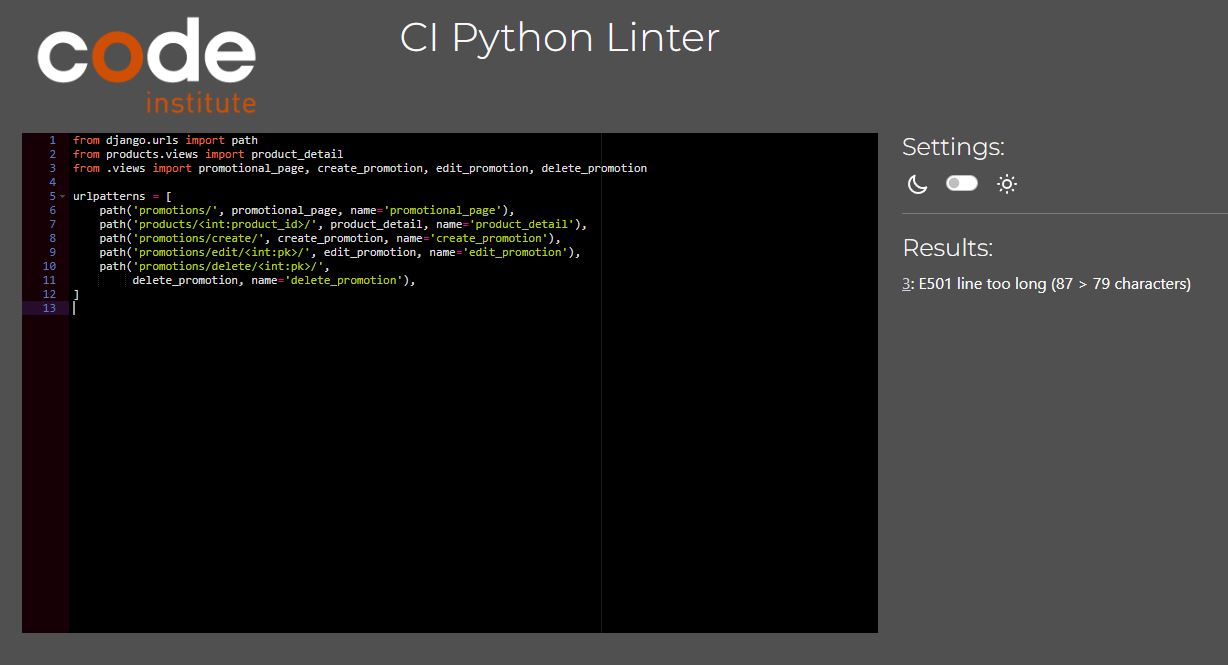 code
institute
CI Python Linter
1 from django.urls import path
2 from products.views import product_detail
3 from .views import promotional_page, create_promotion, edit_promotion, delete_promotion
4
5 urlpatterns = [
6     path('promotions/', promotional_page, name='promotional_page'),
7     path('products/<int:product_id>/', product_detail, name='product_detail'),
8     path('promotions/create/', create_promotion, name='create_promotion'),
9     path('promotions/edit/<int:pk>/', edit_promotion, name='edit_promotion'),
10     path('promotions/delete/<int:pk>/',
11          delete_promotion, name='delete_promotion'),
12 ]
13
Settings:
Results:
3: E501 line too long (87 > 79 characters)